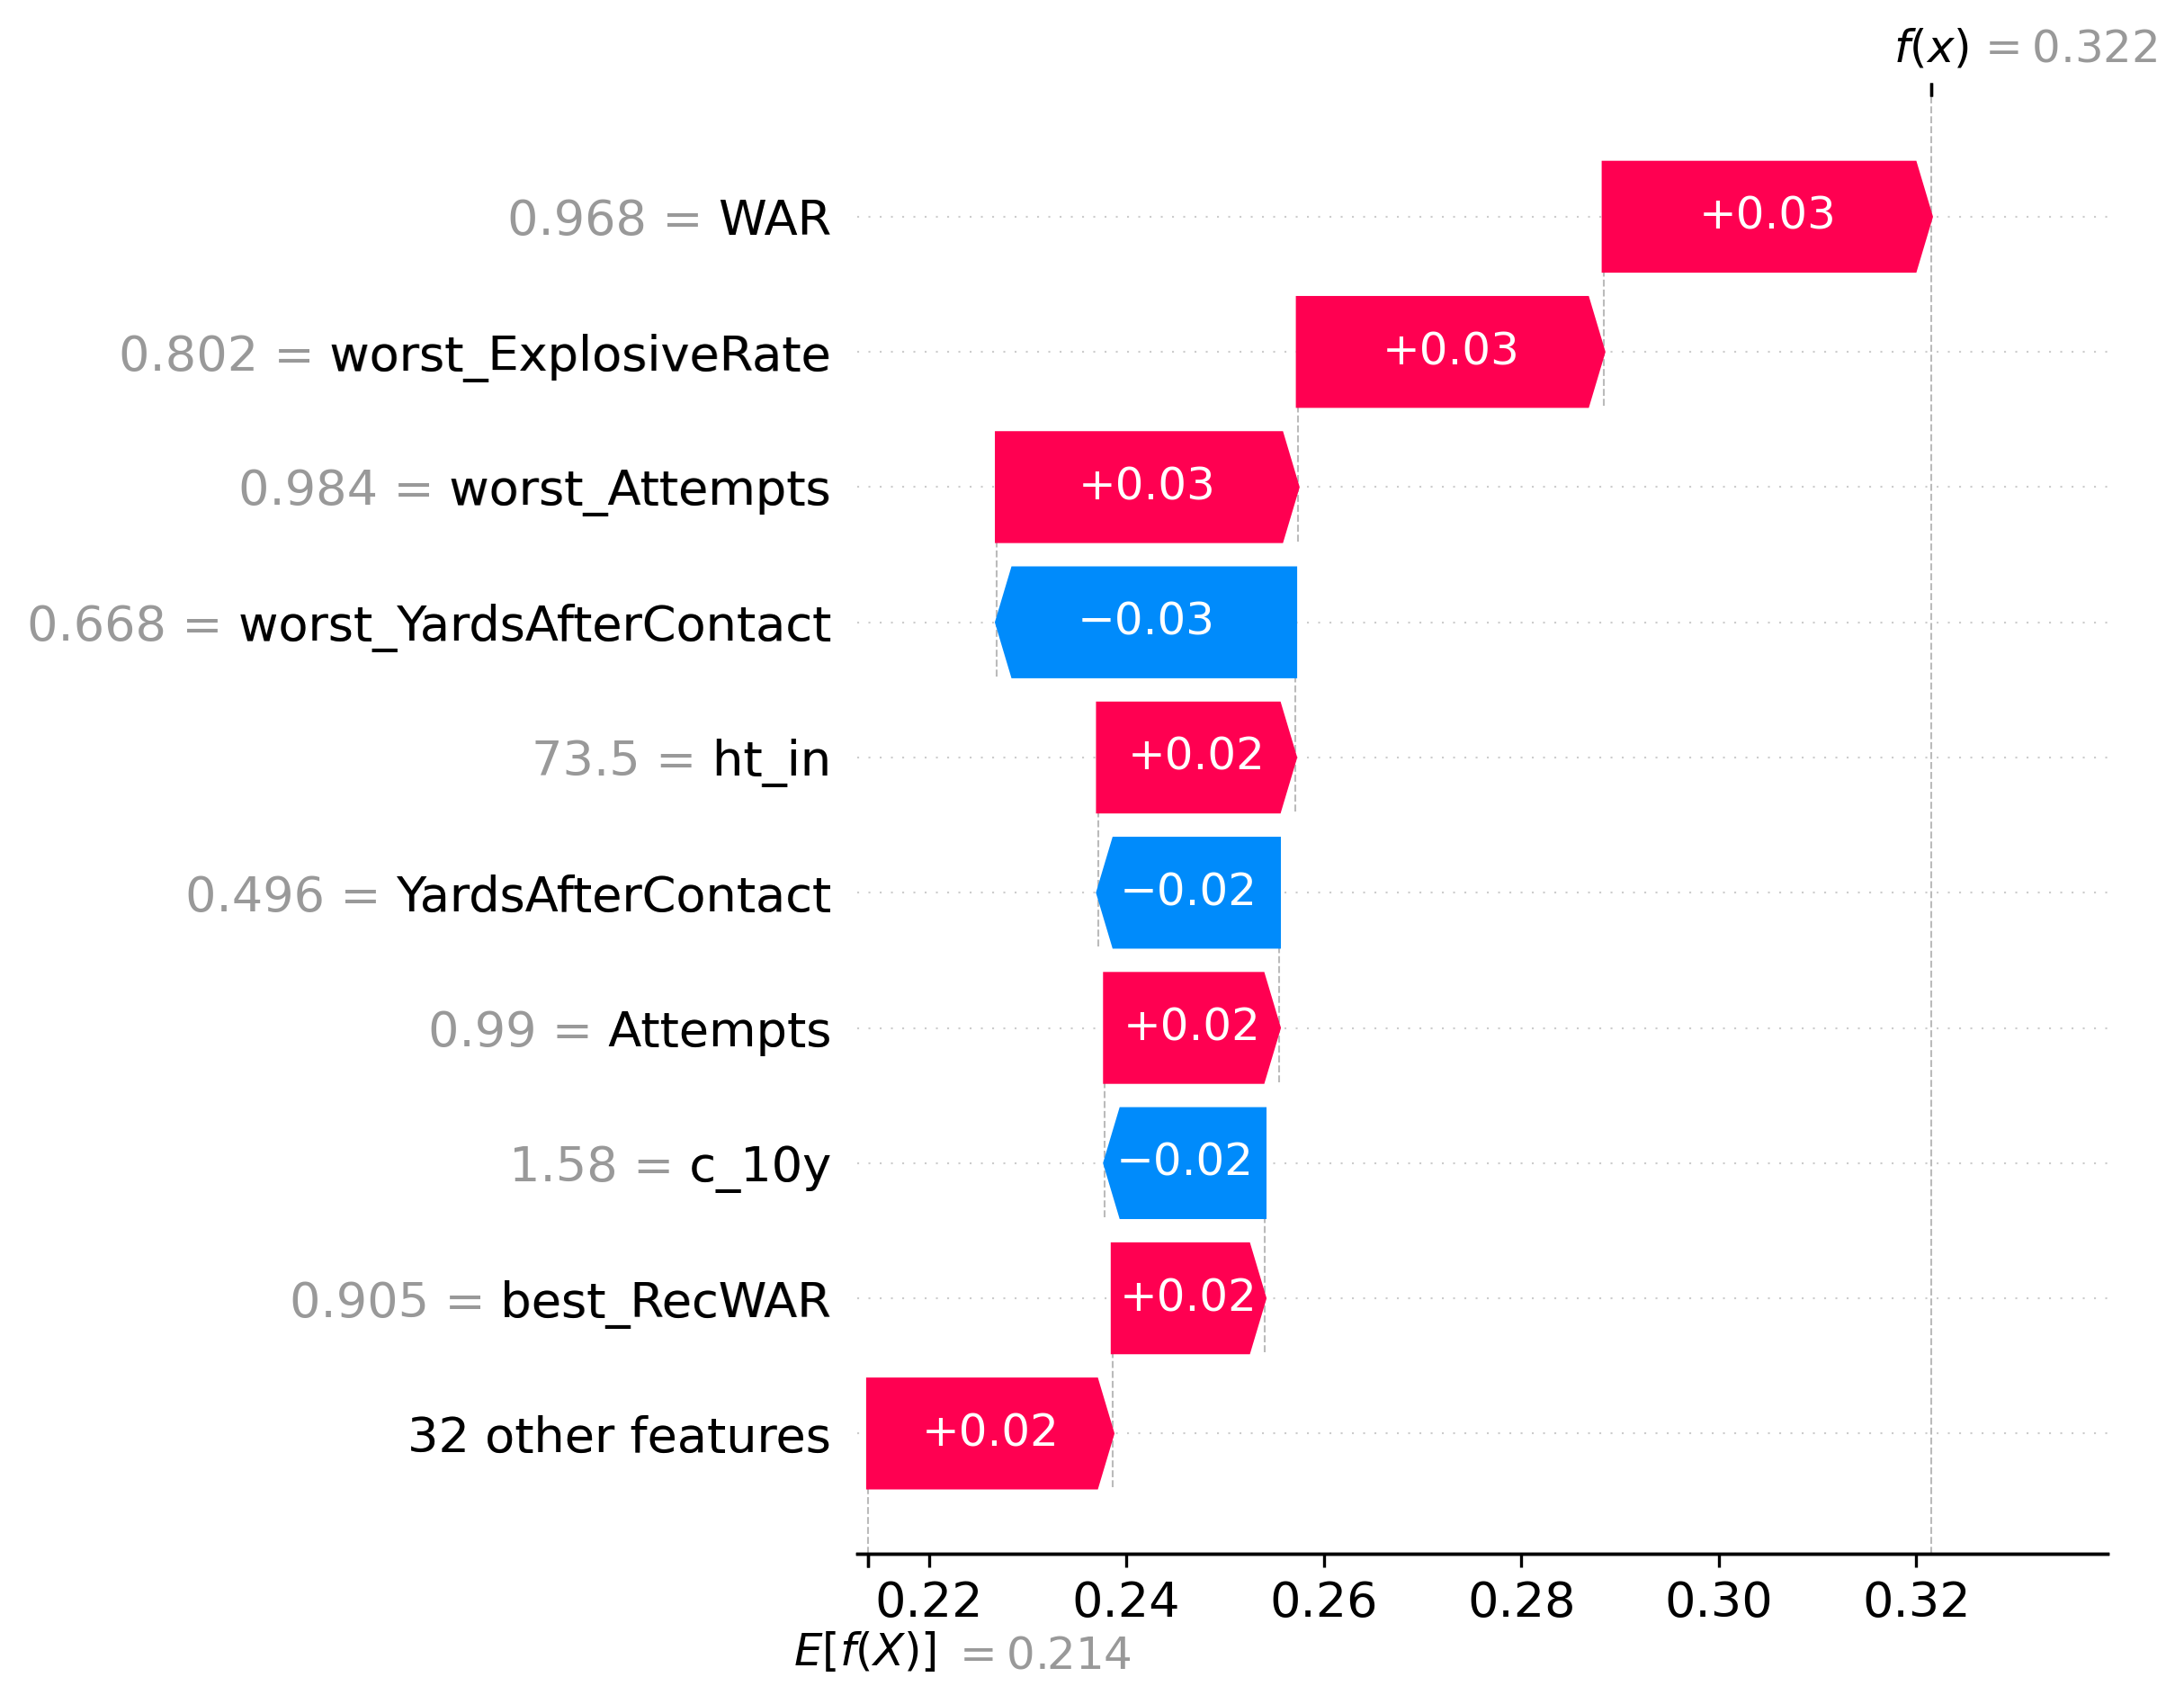 f(x) = 0.322
0.968 = WAR +0.03
0.802 = worst_ExplosiveRate +0.03
0.984 = worst_Attempts +0.03
0.668 = worst_YardsAfterContact −0.03
73.5 = ht_in +0.02
0.496 = YardsAfterContact −0.02
0.99 = Attempts +0.02
1.58 = c_10y −0.02
0.905 = best_RecWAR +0.02
32 other features +0.02
0.22 0.24 0.26 0.28 0.30 0.32
E[f(X)] = 0.214